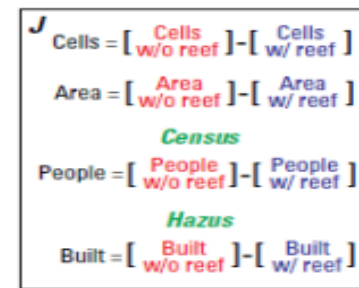 J
Cells = [ Cells w/o reef ] - [ Cells w/ reef ]
Area = [ Area w/o reef ] - [ Area w/ reef ]
Census
People = [ People w/o reef ] - [ People w/ reef ]
Hazus
Built = [ Built w/o reef ] - [ Built w/ reef ]